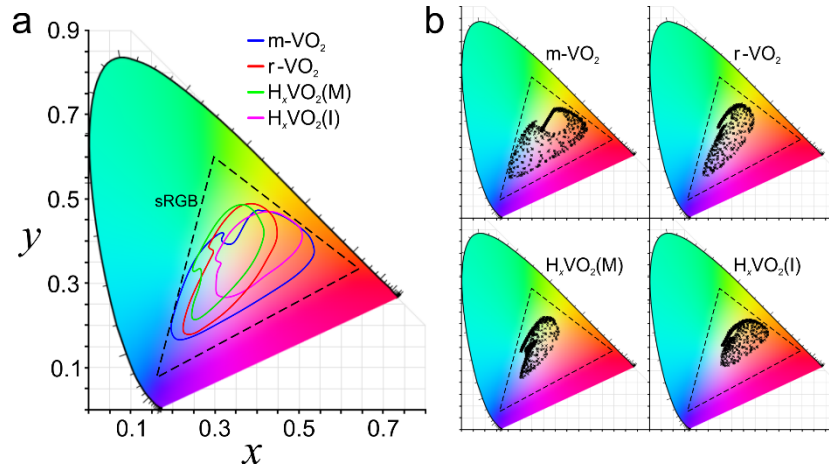 a
0.9
0.7
0.5
0.3
0.1
y
0.1
0.3
0.5
0.7
x
m-VO₂
r-VO₂
HₓVO₂(M)
HₓVO₂(I)
sRGB
b
m-VO₂
r-VO₂
HₓVO₂(M)
HₓVO₂(I)